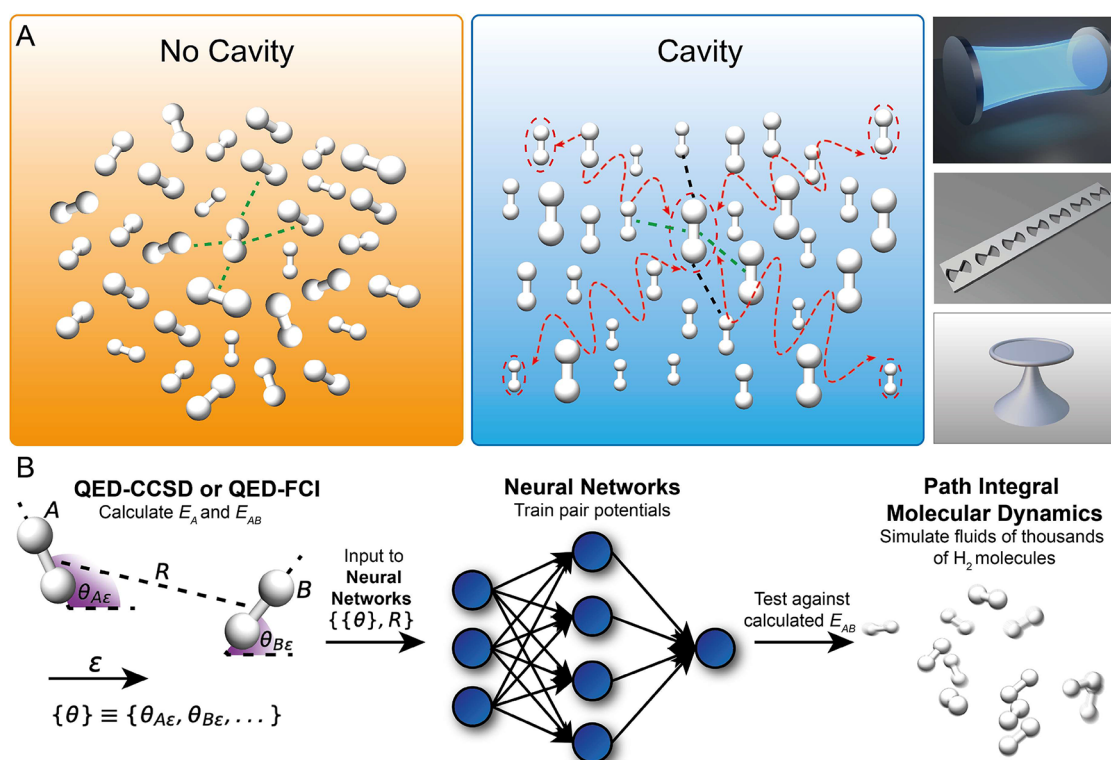 A
No Cavity
Cavity
B
QED-CCSD or QED-FCI
Calculate E_A and E_AB
A
R
B
θ_Aε
θ_Bε
ε
{θ} ≡ {θ_Aε, θ_Bε, . . . }
Input to
Neural
Networks
{{θ}, R}
Neural Networks
Train pair potentials
Test against
calculated E_AB
Path Integral
Molecular Dynamics
Simulate fluids of thousands
of H₂ molecules